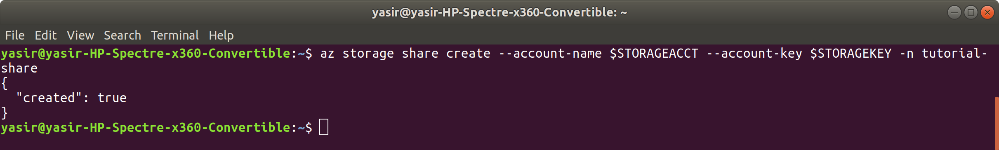 yasir@yasir-HP-Spectre-x360-Convertible: ~
File Edit View Search Terminal Help
yasir@yasir-HP-Spectre-x360-Convertible:~$ az storage share create --account-name $STORAGEACCT --account-key $STORAGEKEY -n tutorial-
share
{
  "created": true
}
yasir@yasir-HP-Spectre-x360-Convertible:~$